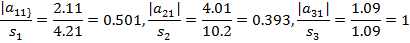 |a₁₁}/s₁ = 2.11/4.21 = 0.501, |a₂₁|/s₂ = 4.01/10.2 = 0.393, |a₃₁|/s₃ = 1.09/1.09 = 1